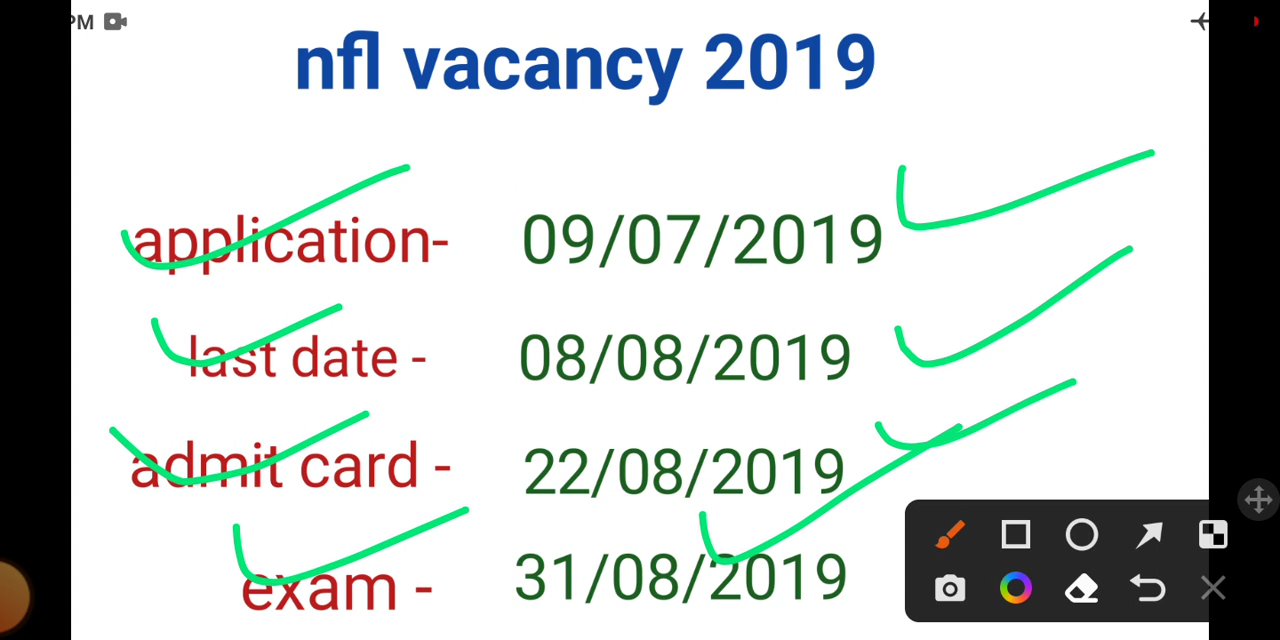 PM
nfl vacancy 2019
application- 09/07/2019
last date - 08/08/2019
admit card - 22/08/2019
exam - 31/08/2019